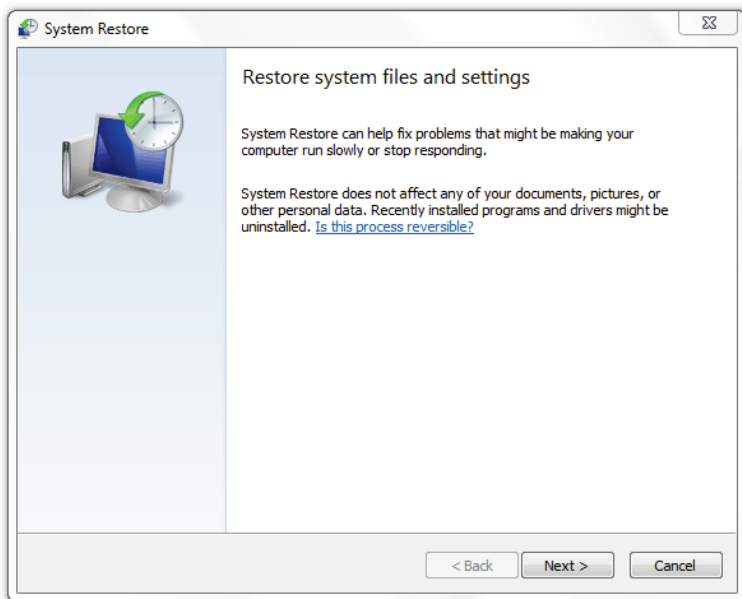 System Restore
Restore system files and settings
System Restore can help fix problems that might be making your
computer run slowly or stop responding.
System Restore does not affect any of your documents, pictures, or
other personal data. Recently installed programs and drivers might be
uninstalled. Is this process reversible?
< Back Next > Cancel